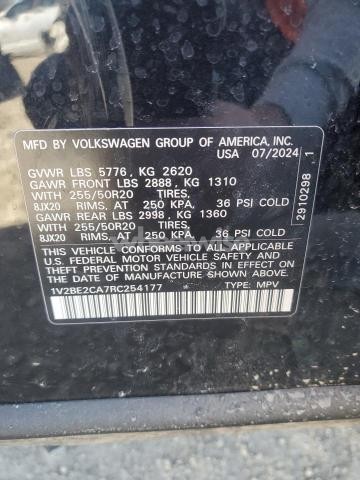 MFD. BY VOLKSWAGEN GROUP OF AMERICA, INC.
USA 07/2024
GVWR LBS 5776, KG 2620
GAWR FRONT LBS 2888, KG 1310
WITH 255/50R20 TIRES,
8JX20 RIMS, AT 250 KPA, 36 PSI COLD
GAWR REAR LBS 2998, KG 1360
WITH 255/50R20 TIRES,
8JX20 RIMS, AT 250 KPA, 36 PSI COLD
THIS VEHICLE CONFORMS TO ALL APPLICABLE
U.S. FEDERAL MOTOR VEHICLE SAFETY AND
THEFT PREVENTION STANDARDS IN EFFECT ON
THE DATE OF MANUFACTURE SHOWN ABOVE.
1V2BE2CA7RC254177 TYPE: MPV
2910298 1